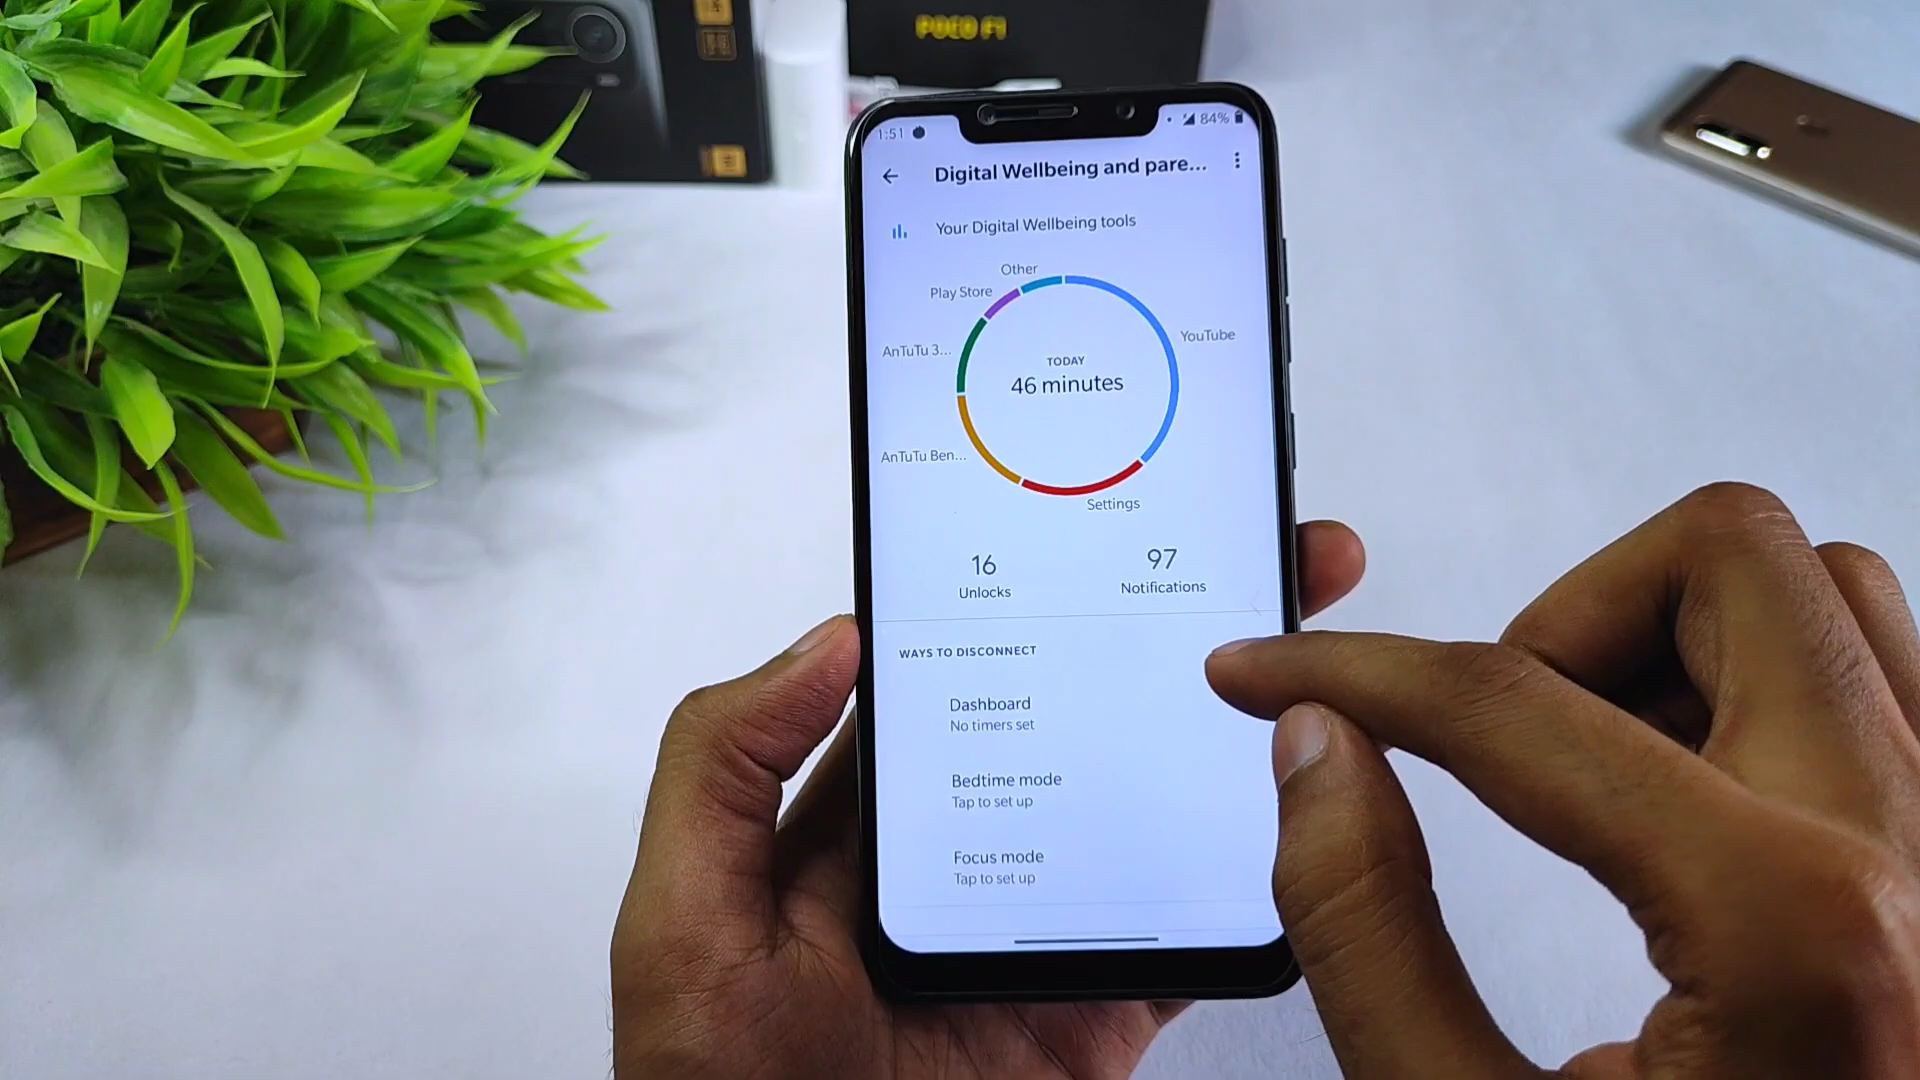 POCO F1
1:51
84%
Digital Wellbeing and pare...
Your Digital Wellbeing tools
Other
Play Store
YouTube
AnTuTu 3...
TODAY
46 minutes
AnTuTu Ben...
Settings
16
97
Unlocks
Notifications
WAYS TO DISCONNECT
Dashboard
No timers set
Bedtime mode
Tap to set up
Focus mode
Tap to set up